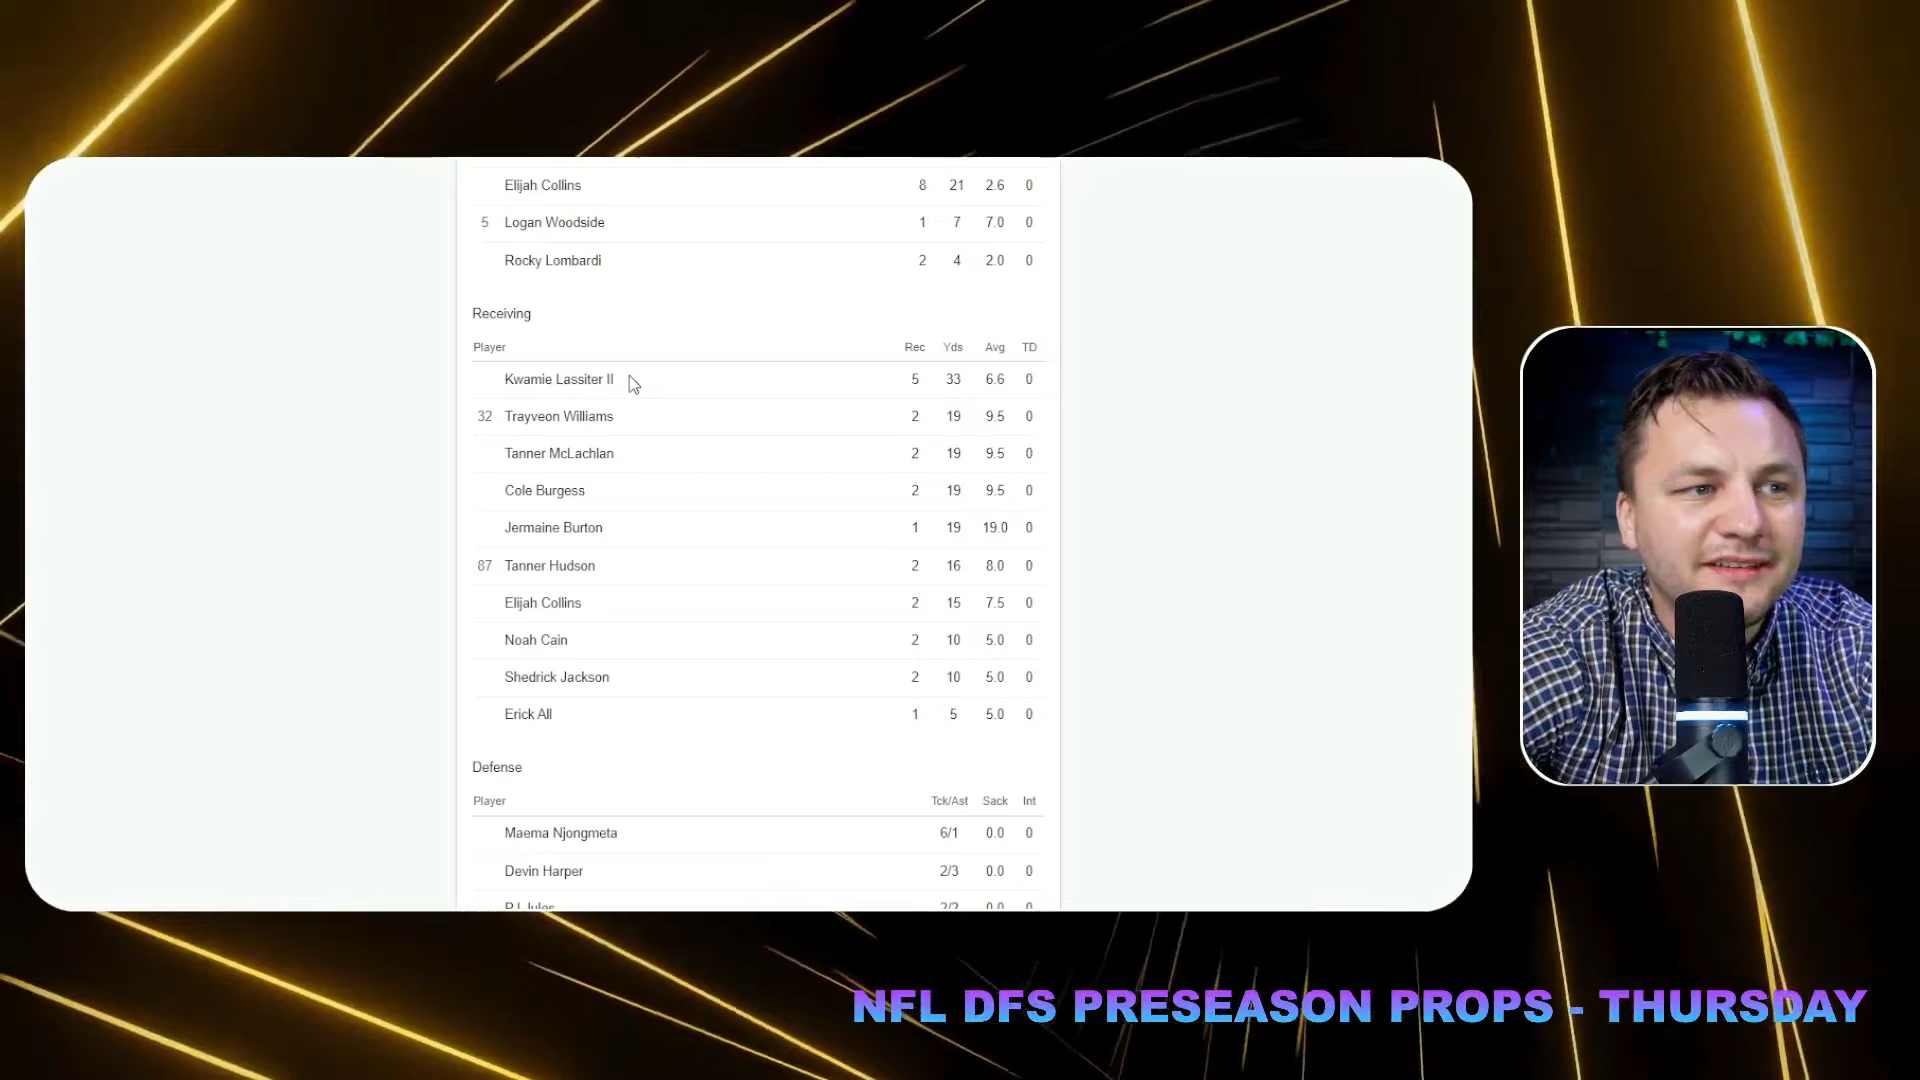 Elijah Collins 8 21 2.6 0
5 Logan Woodside 1 7 7.0 0
Rocky Lombardi 2 4 2.0 0
Receiving
Player Rec Yds Avg TD
Kwamie Lassiter II 5 33 6.6 0
32 Trayveon Williams 2 19 9.5 0
Tanner McLachlan 2 19 9.5 0
Cole Burgess 2 19 9.5 0
Jermaine Burton 1 19 19.0 0
87 Tanner Hudson 2 16 8.0 0
Elijah Collins 2 15 7.5 0
Noah Cain 2 10 5.0 0
Shedrick Jackson 2 10 5.0 0
Erick All 1 5 5.0 0
Defense
Player Tck/Ast Sack Int
Maema Njongmeta 6/1 0.0 0
Devin Harper 2/3 0.0 0
NFL DFS PRESEASON PROPS - THURSDAY